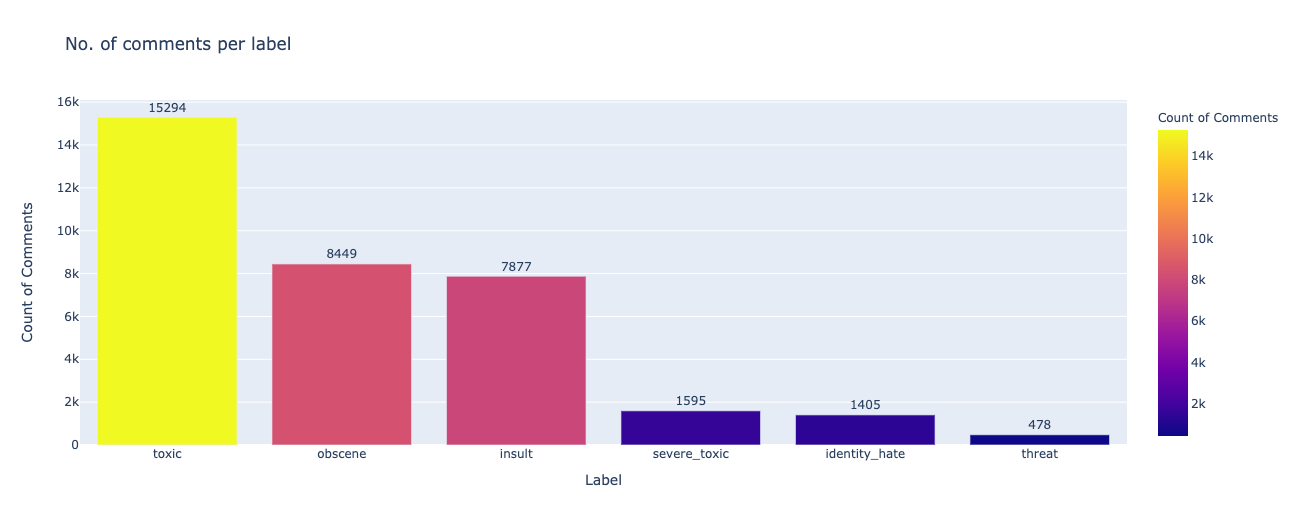 No. of comments per label
Count of Comments
16k
14k
12k
10k
8k
6k
4k
2k
0
15294
8449
7877
1595
1405
478
toxic
obscene
insult
severe_toxic
identity_hate
threat
Label
Count of Comments
14k
12k
10k
8k
6k
4k
2k